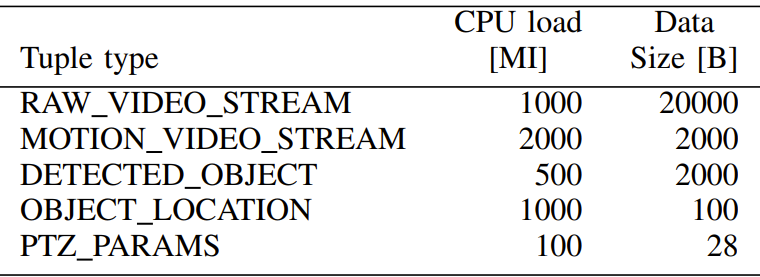 CPU load Data
Tuple type [MI] Size [B]
RAW_VIDEO_STREAM 1000 20000
MOTION_VIDEO_STREAM 2000 2000
DETECTED_OBJECT 500 2000
OBJECT_LOCATION 1000 100
PTZ_PARAMS 100 28